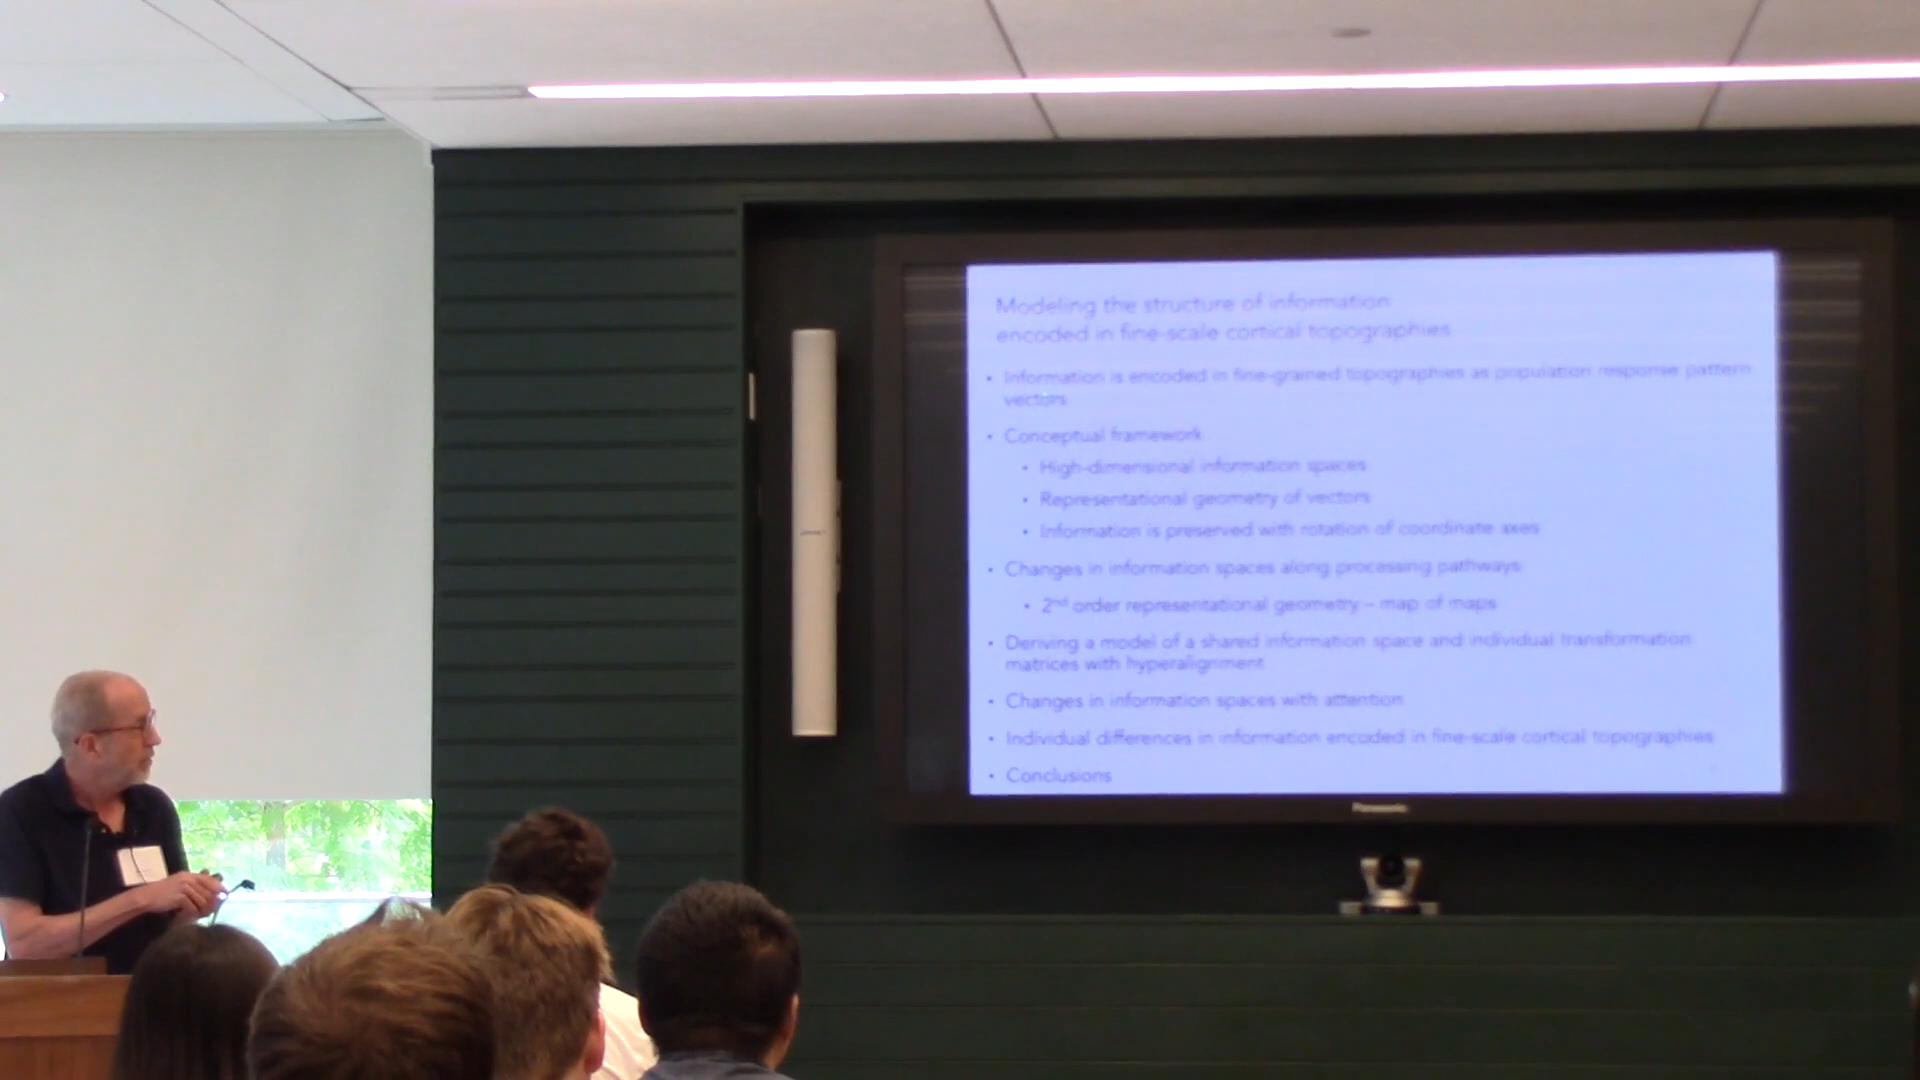 Modeling the structure of information
encoded in fine-scale cortical topographies
• Information is encoded in fine-grained topographies as population response pattern
vectors
• Conceptual framework
• High-dimensional information spaces
• Representational geometry of vectors
• Information is preserved with rotation of coordinate axes
• Changes in information spaces along processing pathways
• 2nd order representational geometry – map of maps
• Deriving a model of a shared information space and individual transformation
matrices with hyperalignment
• Changes in information spaces with attention
• Individual differences in information encoded in fine-scale cortical topographies
• Conclusions
Panasonic